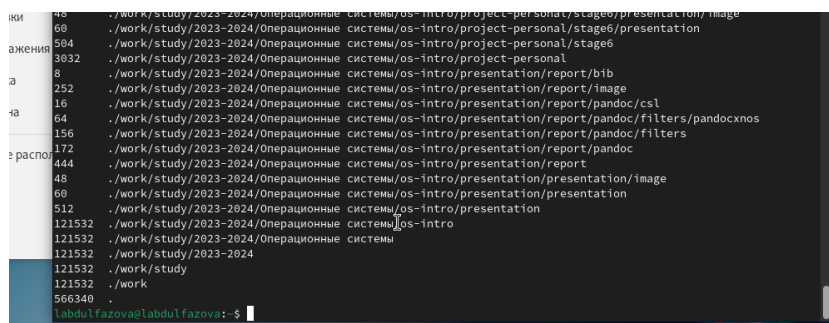 48 ./work/study/2023-2024/Операционные системы/os-intro/project-personal/stage6/presentation/image
60 ./work/study/2023-2024/Операционные системы/os-intro/project-personal/stage6/presentation
504 ./work/study/2023-2024/Операционные системы/os-intro/project-personal/stage6
3032 ./work/study/2023-2024/Операционные системы/os-intro/project-personal
8 ./work/study/2023-2024/Операционные системы/os-intro/presentation/report/bib
252 ./work/study/2023-2024/Операционные системы/os-intro/presentation/report/image
16 ./work/study/2023-2024/Операционные системы/os-intro/presentation/report/pandoc/csl
64 ./work/study/2023-2024/Операционные системы/os-intro/presentation/report/pandoc/filters/pandocxnos
156 ./work/study/2023-2024/Операционные системы/os-intro/presentation/report/pandoc/filters
172 ./work/study/2023-2024/Операционные системы/os-intro/presentation/report/pandoc
444 ./work/study/2023-2024/Операционные системы/os-intro/presentation/report
48 ./work/study/2023-2024/Операционные системы/os-intro/presentation/presentation/image
60 ./work/study/2023-2024/Операционные системы/os-intro/presentation/presentation
512 ./work/study/2023-2024/Операционные системы/os-intro/presentation
121532 ./work/study/2023-2024/Операционные системы/os-intro
121532 ./work/study/2023-2024/Операционные системы
121532 ./work/study/2023-2024
121532 ./work/study
121532 ./work
566340 .
labdulfazova@labdulfazova:~$